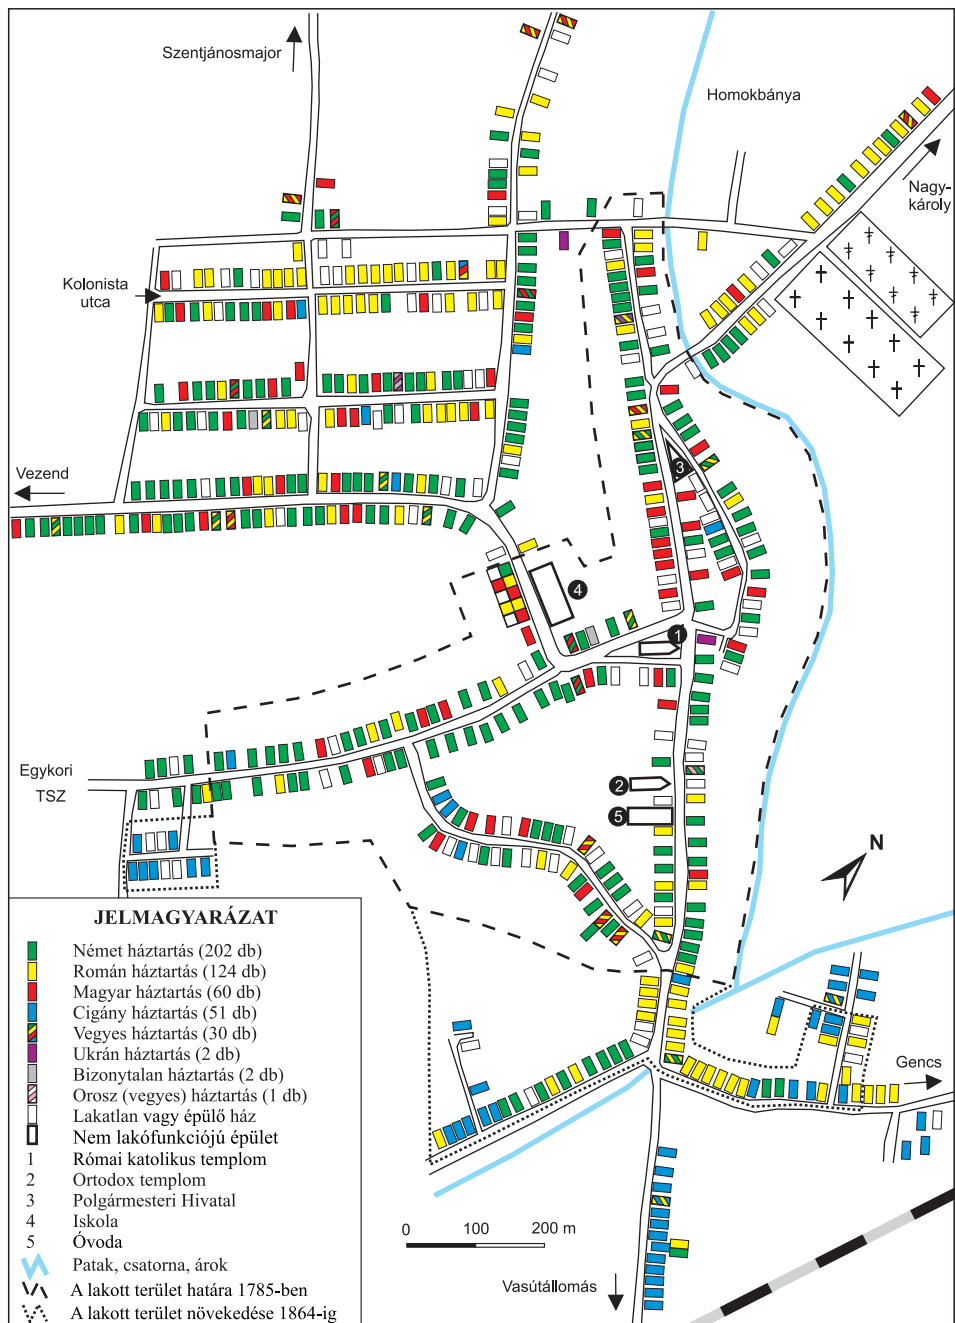 Szentjánosmajor
Homokbánya
Nagy-
károly
Kolonista
utca
Vezend
3
4
1
Egykori
TSZ
2
5
N
JELMAGYARÁZAT
Német háztartás (202 db)
Román háztartás (124 db)
Magyar háztartás (60 db)
Cigány háztartás (51 db)
Vegyes háztartás (30 db)
Ukrán háztartás (2 db)
Bizonytalan háztartás (2 db)
Orosz (vegyes) háztartás (1 db)
Lakatlan vagy épülő ház
Nem lakófunkciójú épület
1 Római katolikus templom
2 Ortodox templom
3 Polgármesteri Hivatal
4 Iskola
5 Óvoda
Patak, csatorna, árok
A lakott terület határa 1785-ben
A lakott terület növekedése 1864-ig
Gencs
0 100 200 m
Vasútállomás